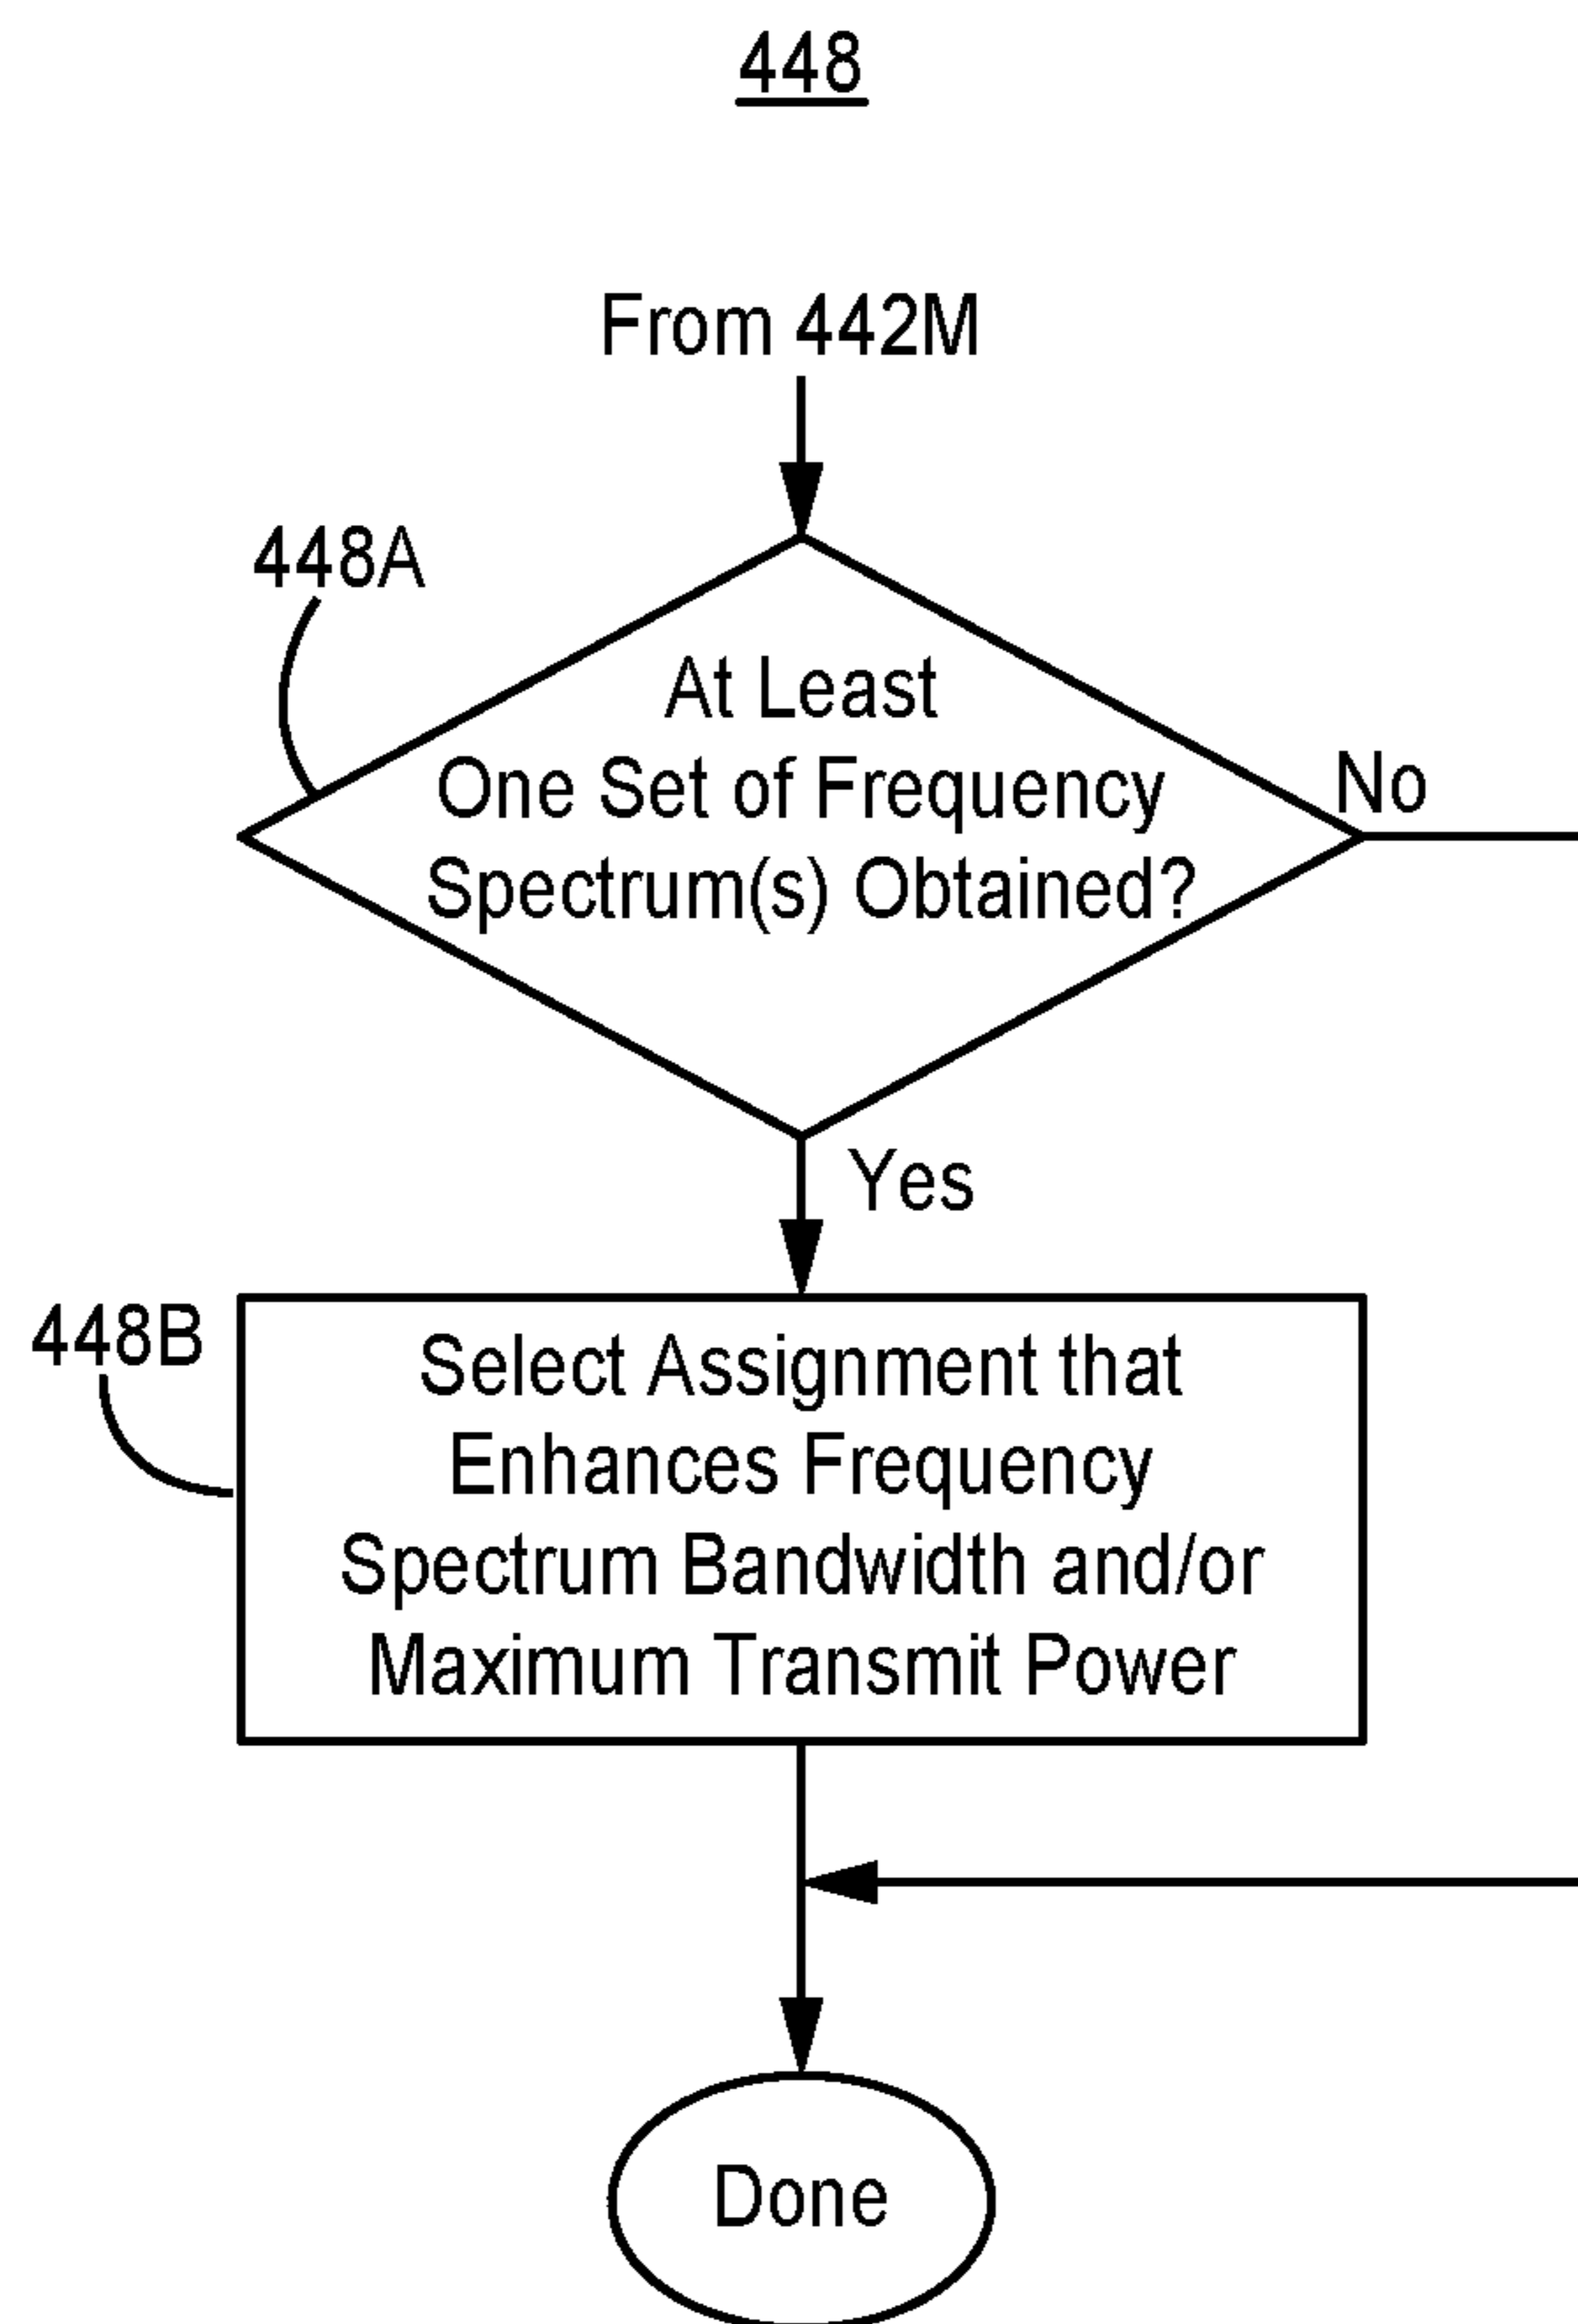 448
From 442M
448A
At Least
One Set of Frequency
Spectrum(s) Obtained?
No
Yes
448B
Select Assignment that
Enhances Frequency
Spectrum Bandwidth and/or
Maximum Transmit Power
Done